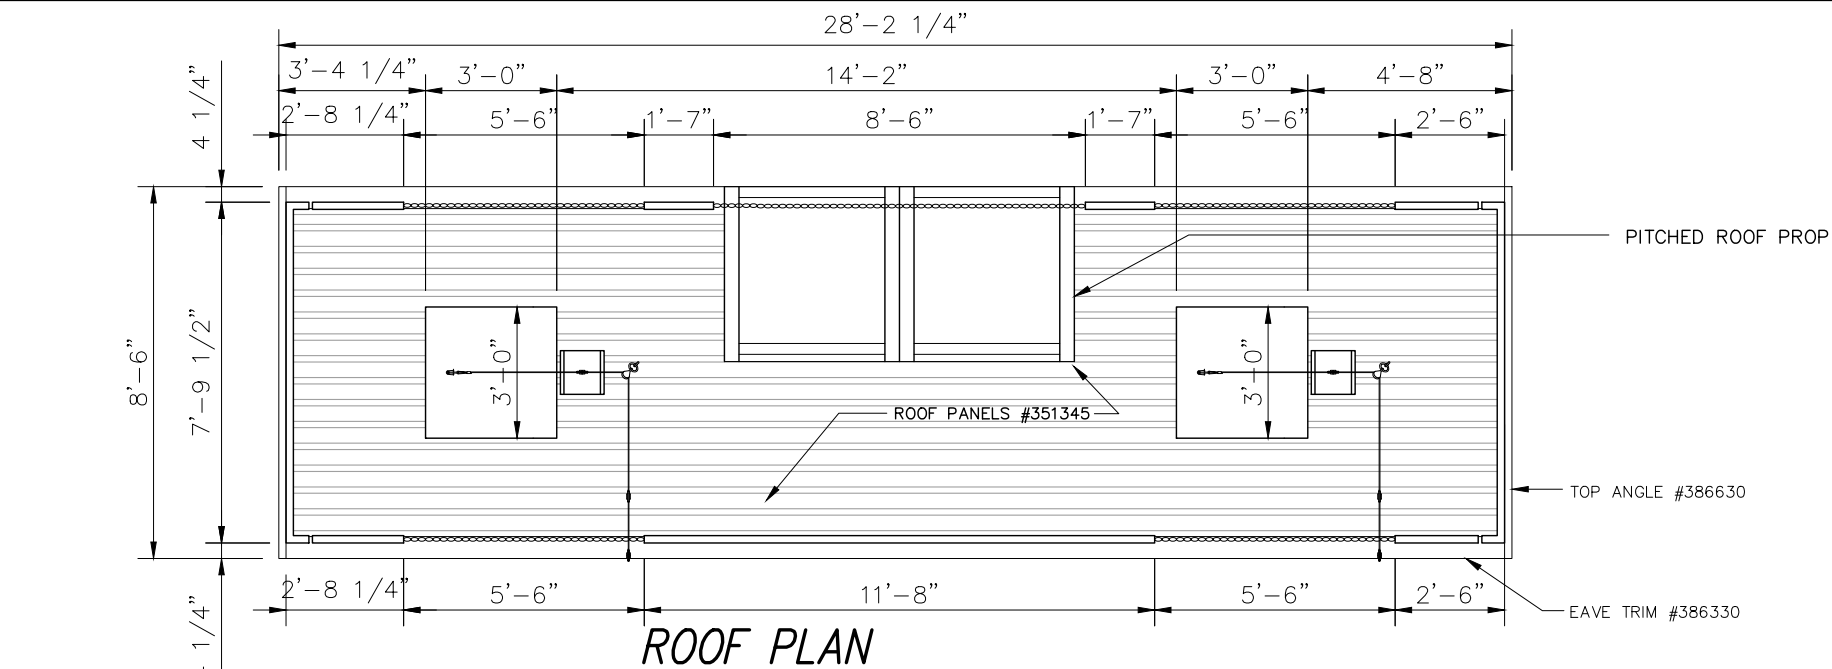 28'-2 1/4"
3'-4 1/4" 3'-0" 14'-2" 3'-0" 4'-8"
2'-8 1/4" 5'-6" 1'-7" 8'-6" 1'-7" 5'-6" 2'-6"
4 1/4"
PITCHED ROOF PROP
8'-6"
7'-9 1/2"
3'-0"
3'-0"
ROOF PANELS #351345
TOP ANGLE #386630
2'-8 1/4" 5'-6" 11'-8" 5'-6" 2'-6"
EAVE TRIM #386330
1/4"
ROOF PLAN